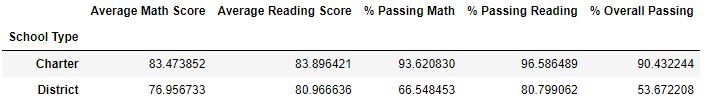 Average Math Score Average Reading Score % Passing Math % Passing Reading % Overall Passing
School Type
Charter 83.473852 83.896421 93.620830 96.586489 90.432244
District 76.956733 80.966636 66.548453 80.799062 53.672208